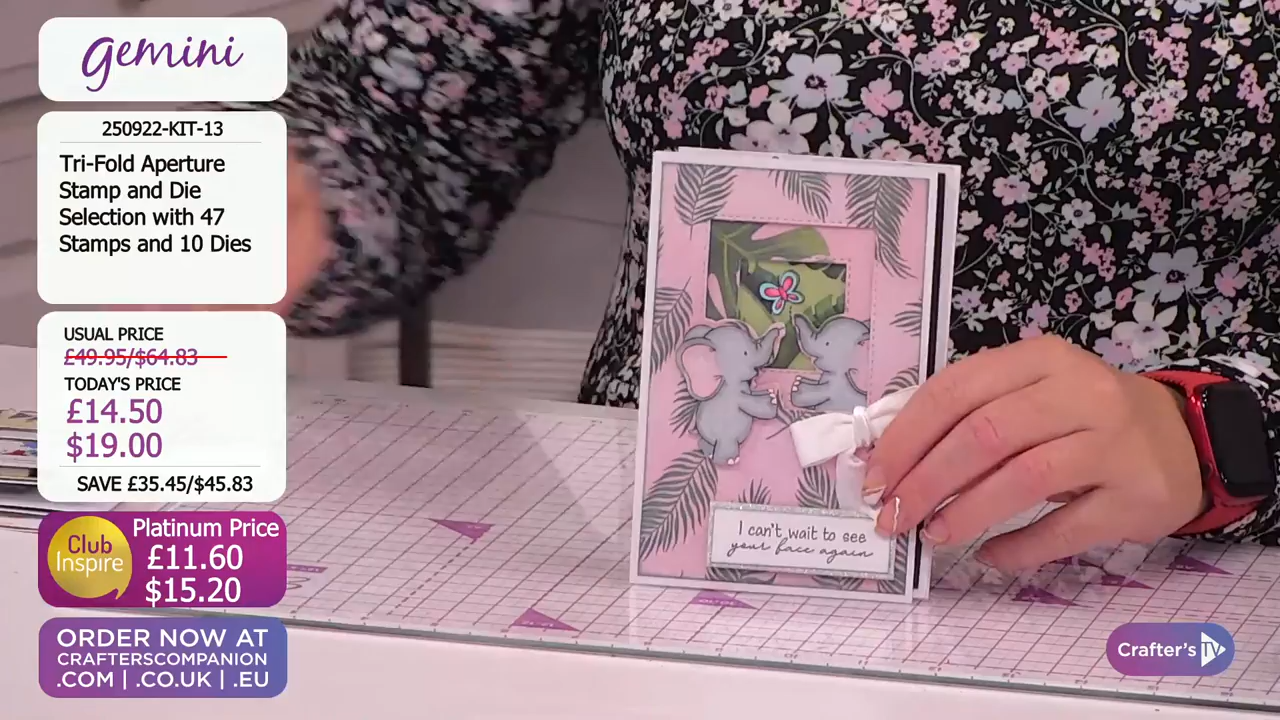 gemini
250922-KIT-13
Tri-Fold Aperture
Stamp and Die
Selection with 47
Stamps and 10 Dies
USUAL PRICE
£49.95/$64.83
TODAY'S PRICE
£14.50
$19.00
SAVE £35.45/$45.83
Club
Inspire
Platinum Price
£11.60
$15.20
ORDER NOW AT
CRAFTERSCOMPANION
.COM | .CO.UK | .EU
I can't wait to see
your face again
Crafter's TV